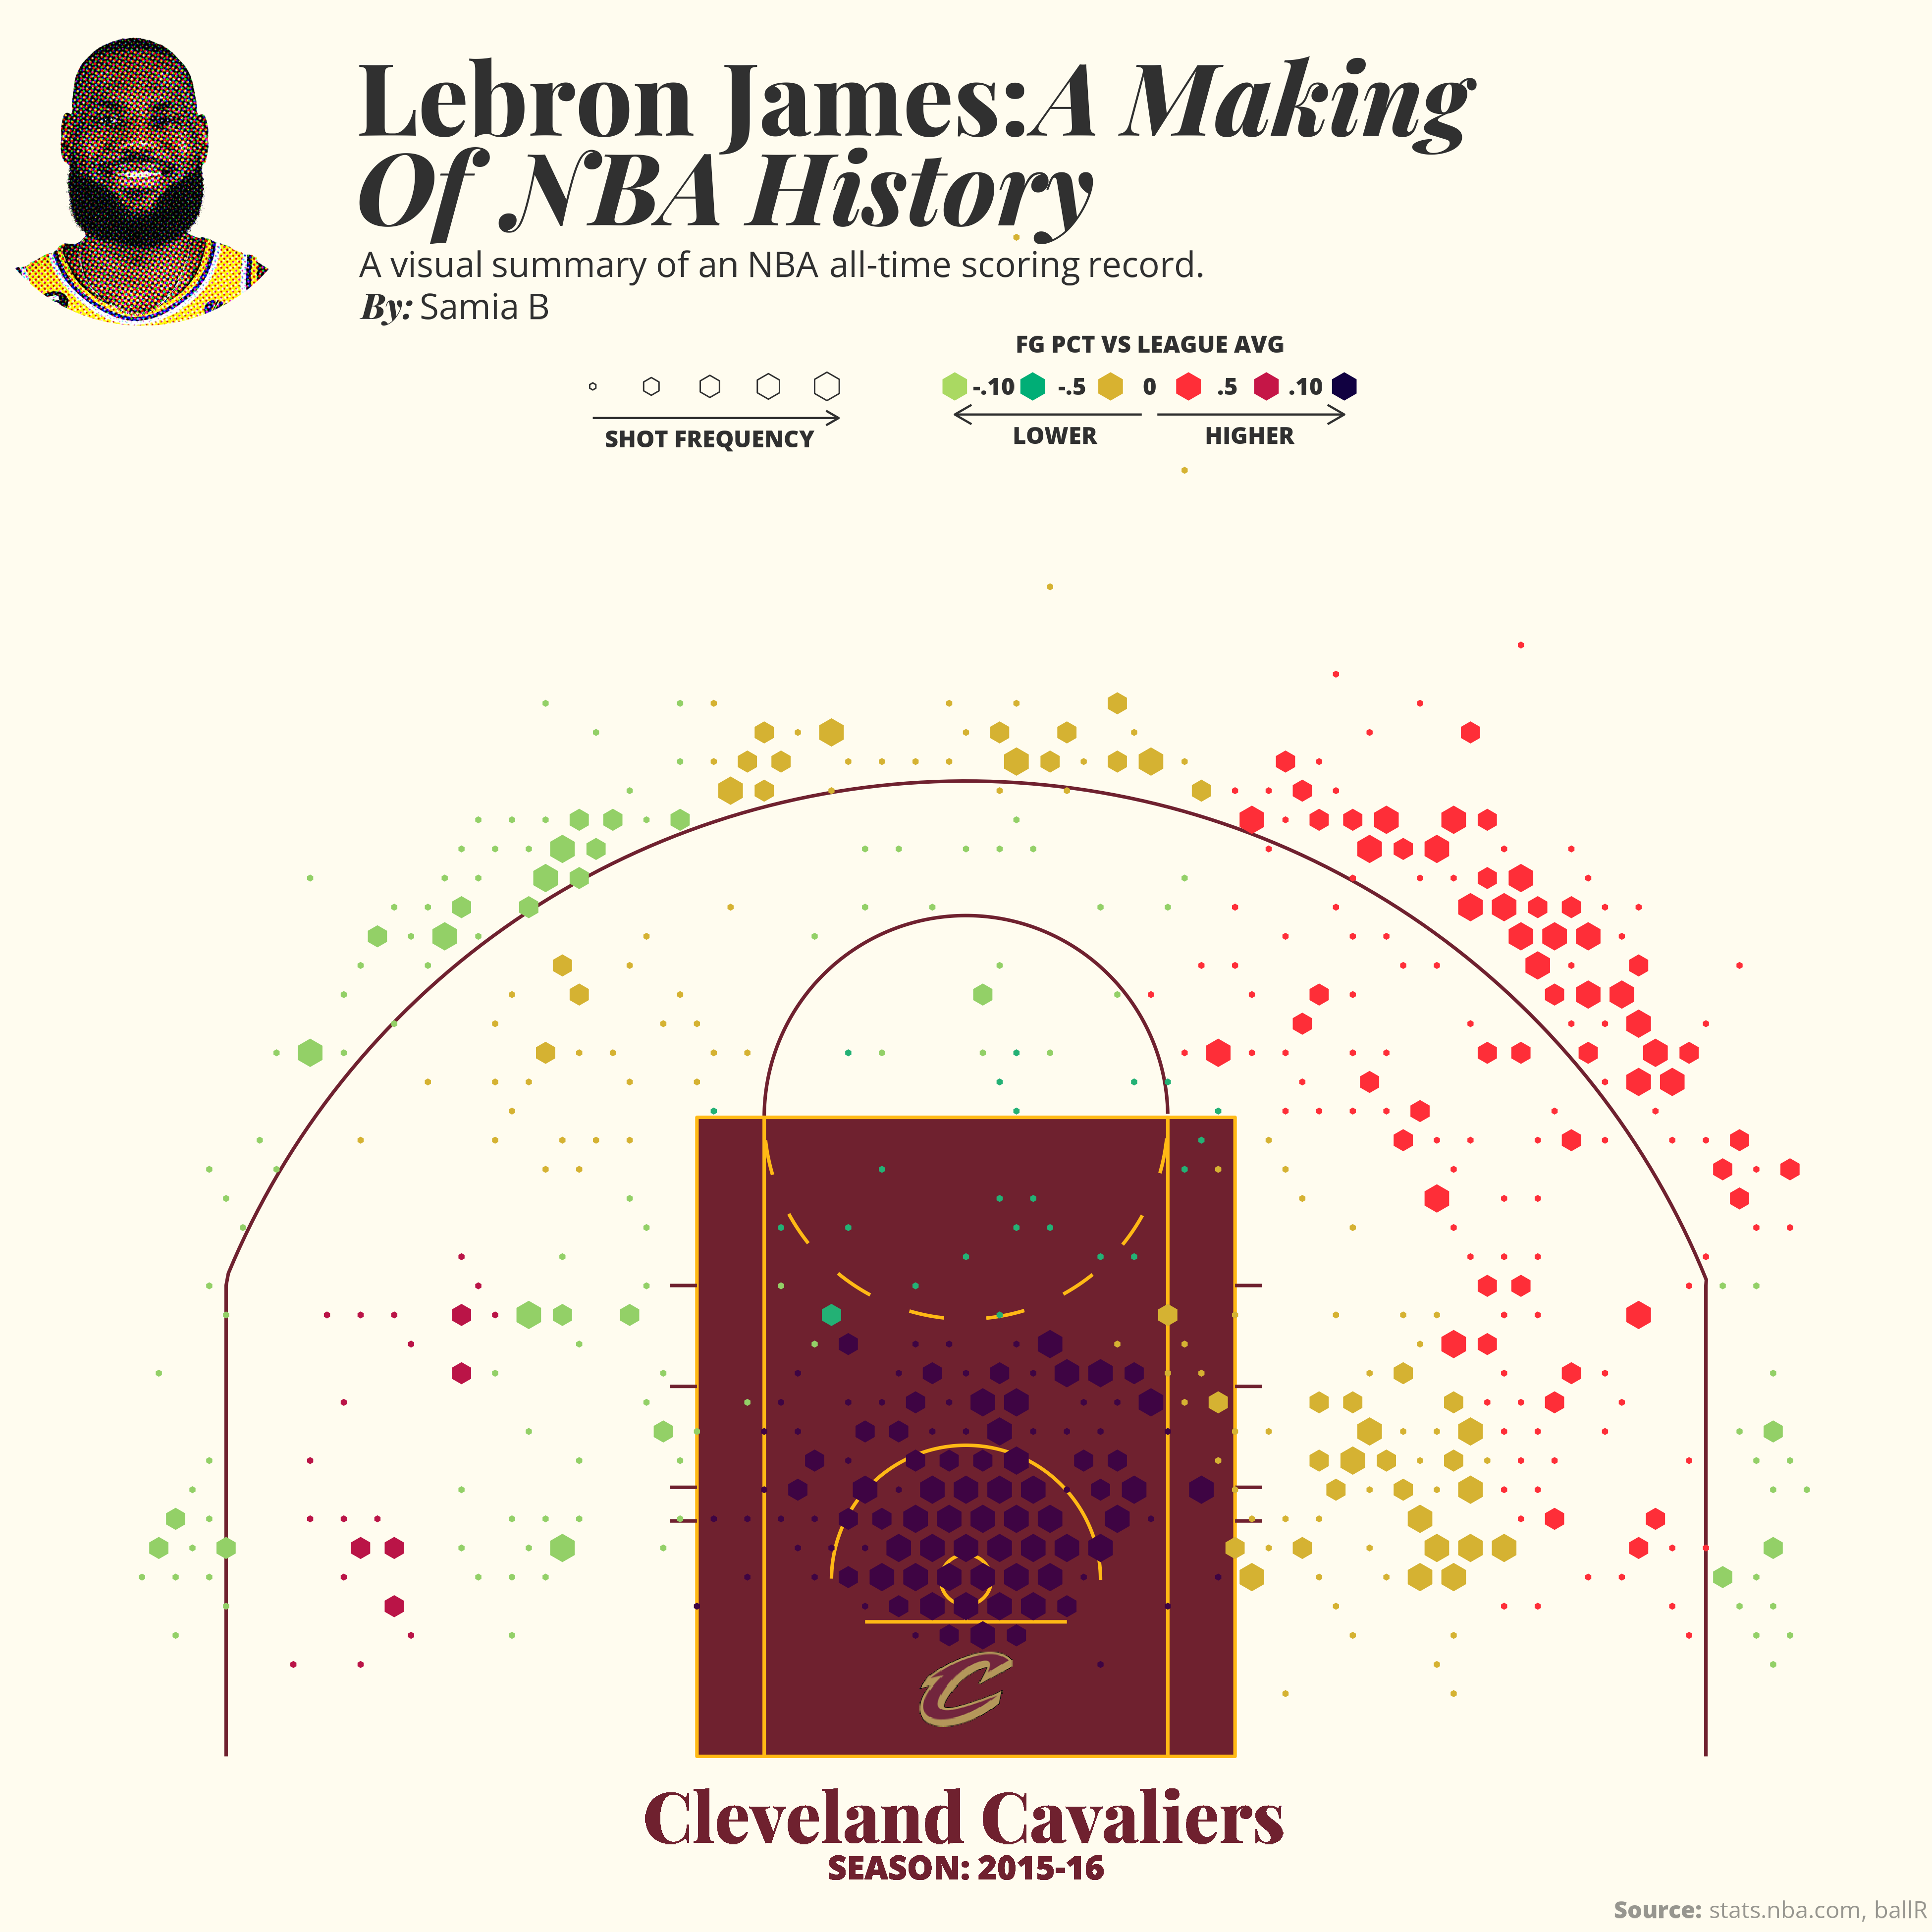 Lebron James:A Making
Of NBA History
A visual summary of an NBA all-time scoring record.
By: Samia B
FG PCT VS LEAGUE AVG
-.10 -.5 0 .5 .10
SHOT FREQUENCY
LOWER HIGHER
C
Cleveland Cavaliers
SEASON: 2015-16
Source: stats.nba.com, ballR